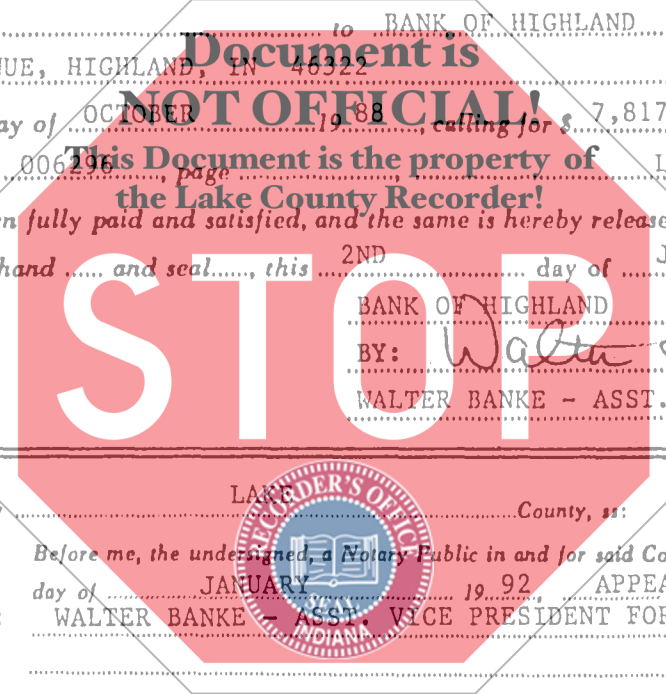 to BANK OF HIGHLAND
Document is
UE, HIGHLAND, IN 46322
NOT OFFICIAL!
ay of OCTOBER 19 88, calling for $ 7,817
This Document is the property of
006296, page L
the Lake County Recorder!
n fully paid and satisfied, and the same is hereby release
hand and seal, this 2ND day of J
STOP
BANK OF HIGHLAND
BY: Walter
WALTER BANKE - ASST.
LAKE County, ss:
RECORDER'S OFFICE
Before me, the undersigned, a Notary Public in and for said Co
day of JANUARY 19 92, APPEA
WALTER BANKE - ASST. VICE PRESIDENT FOR
INDIANA